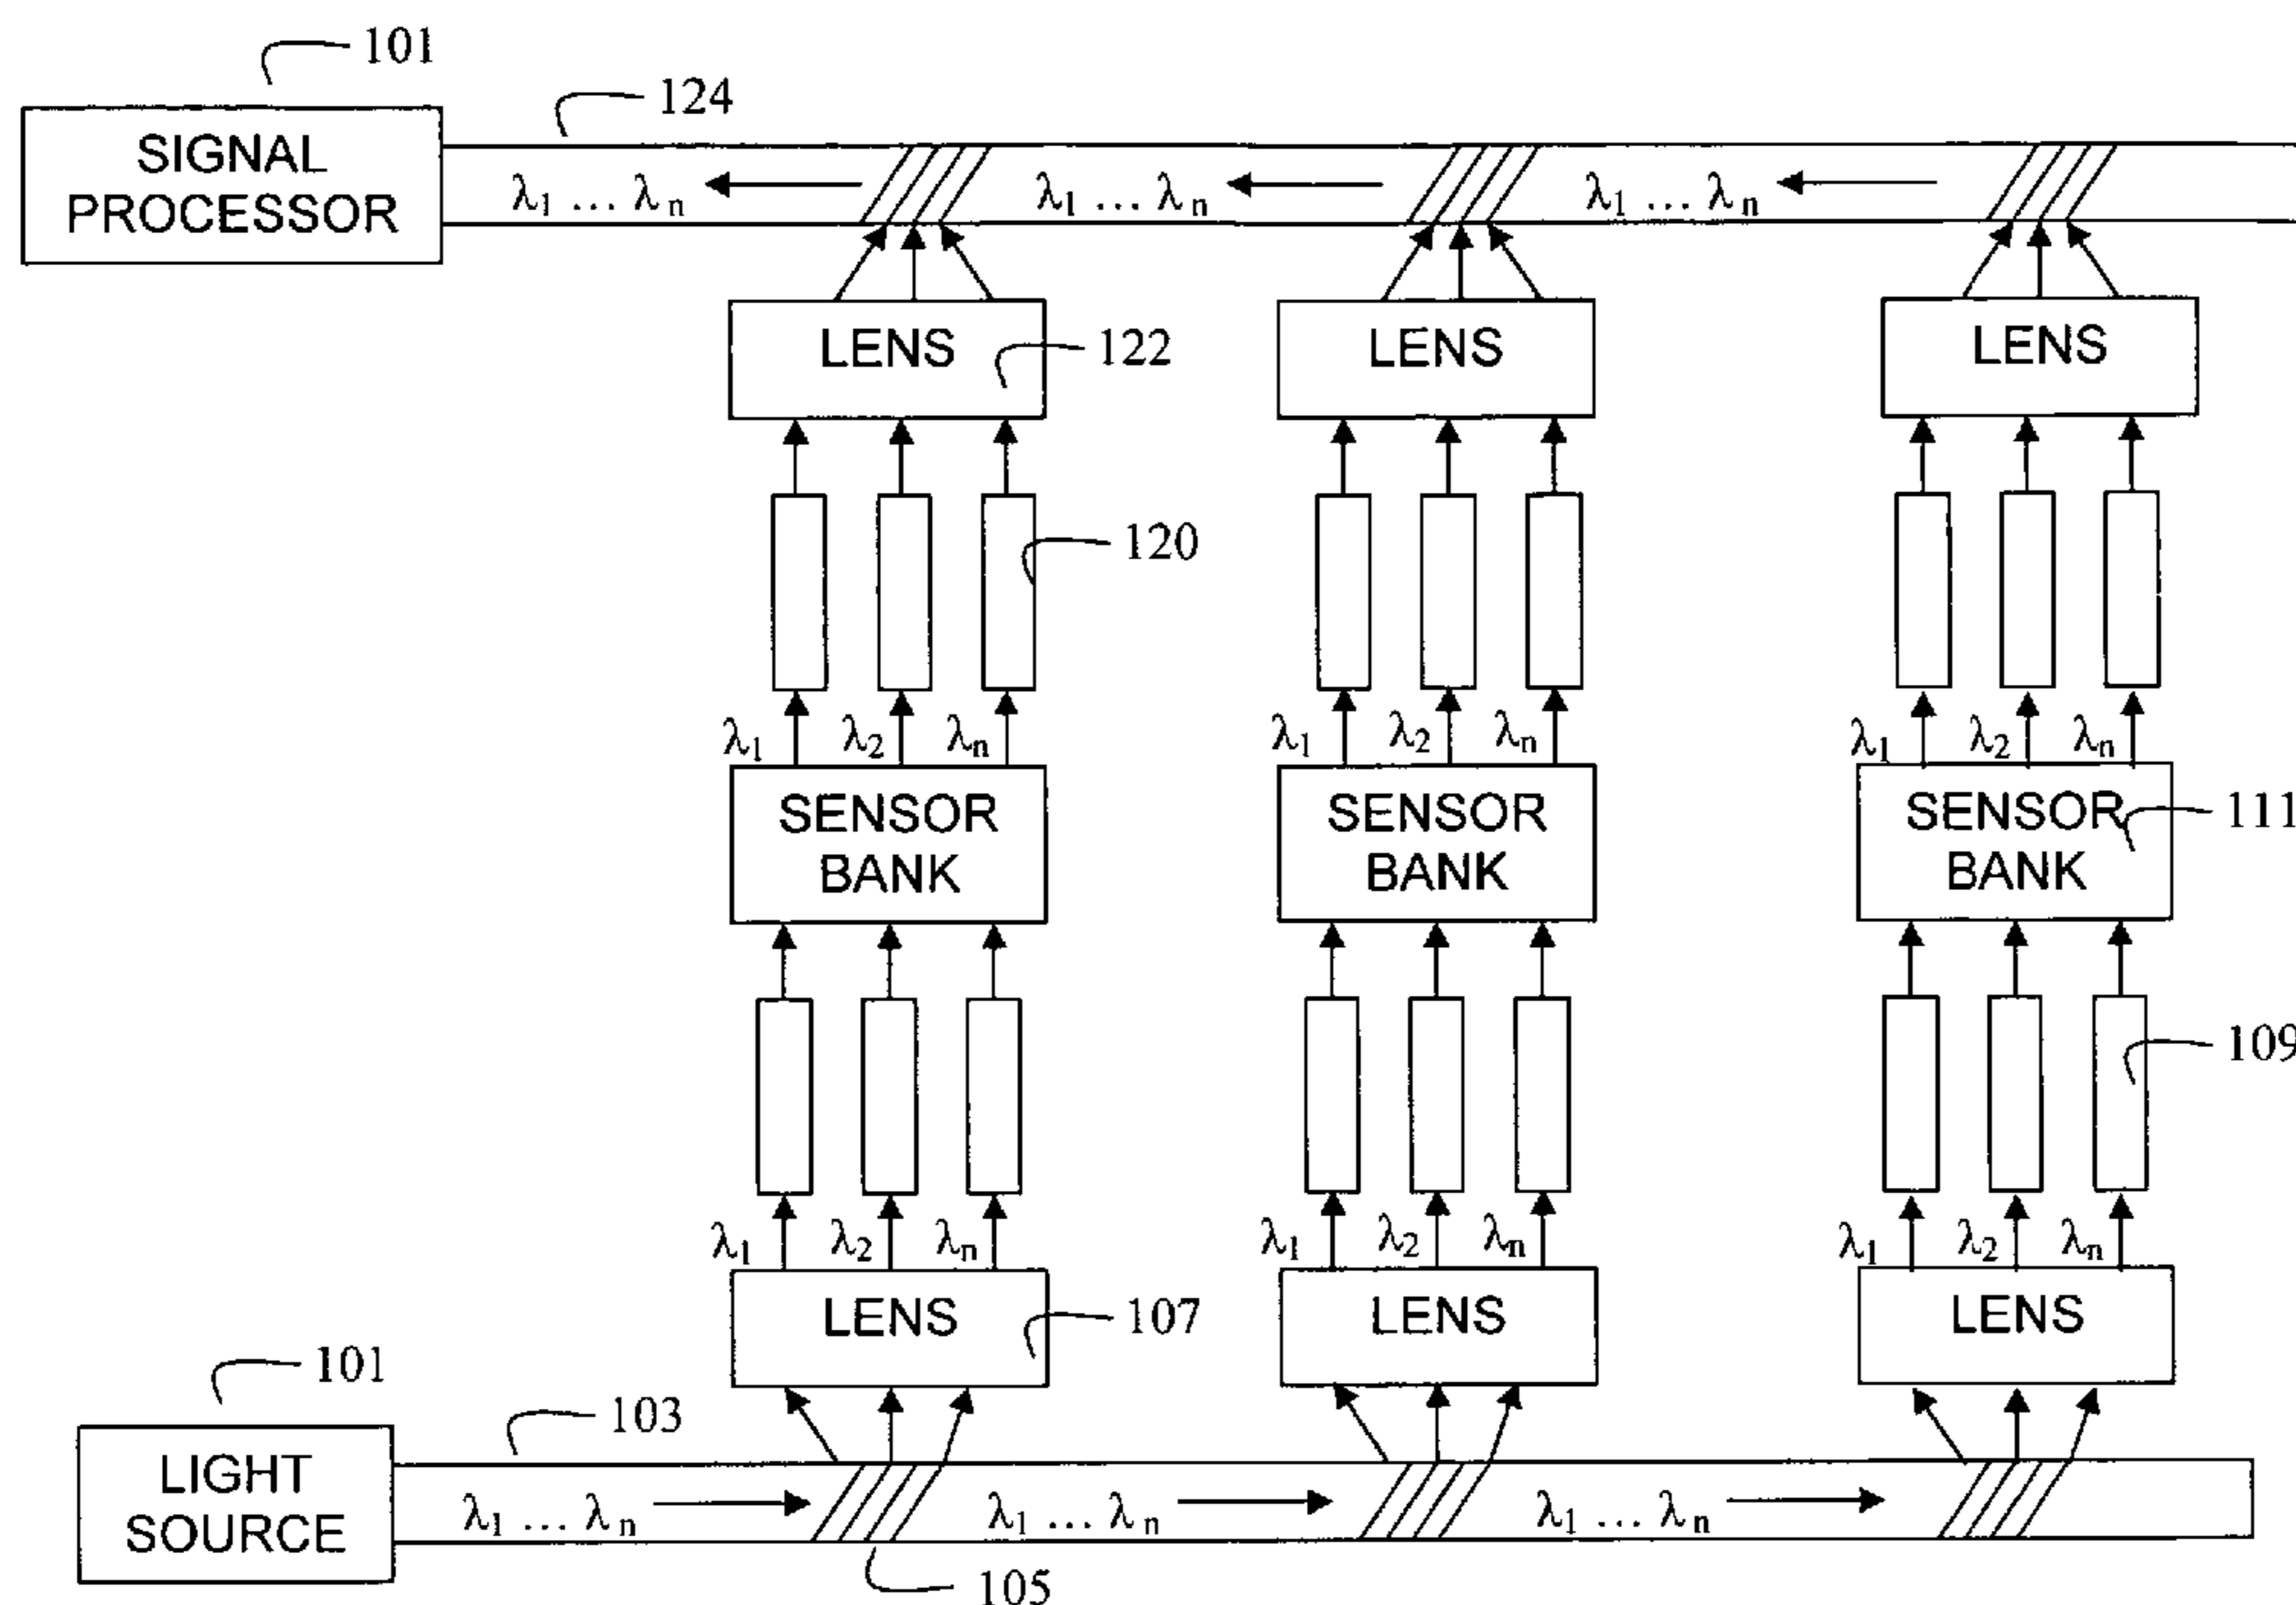 101
124
SIGNAL
PROCESSOR
λ1 ... λn
λ1 ... λn
λ1 ... λn
LENS
122
LENS
LENS
120
λ1 λ2 λn
λ1 λ2 λn
λ1 λ2 λn
SENSOR
BANK
SENSOR
BANK
SENSOR
BANK
111
109
λ1 λ2 λn
λ1 λ2 λn
λ1 λ2 λn
LENS
107
LENS
LENS
101
103
LIGHT
SOURCE
λ1 ... λn
λ1 ... λn
λ1 ... λn
105